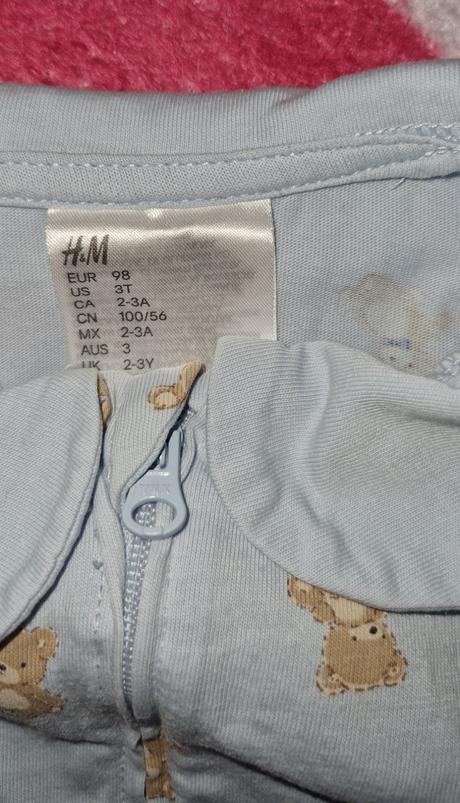 H&M
EUR 98
US 3T
CA 2-3A
CN 100/56
MX 2-3A
AUS 3
UK 2-3Y